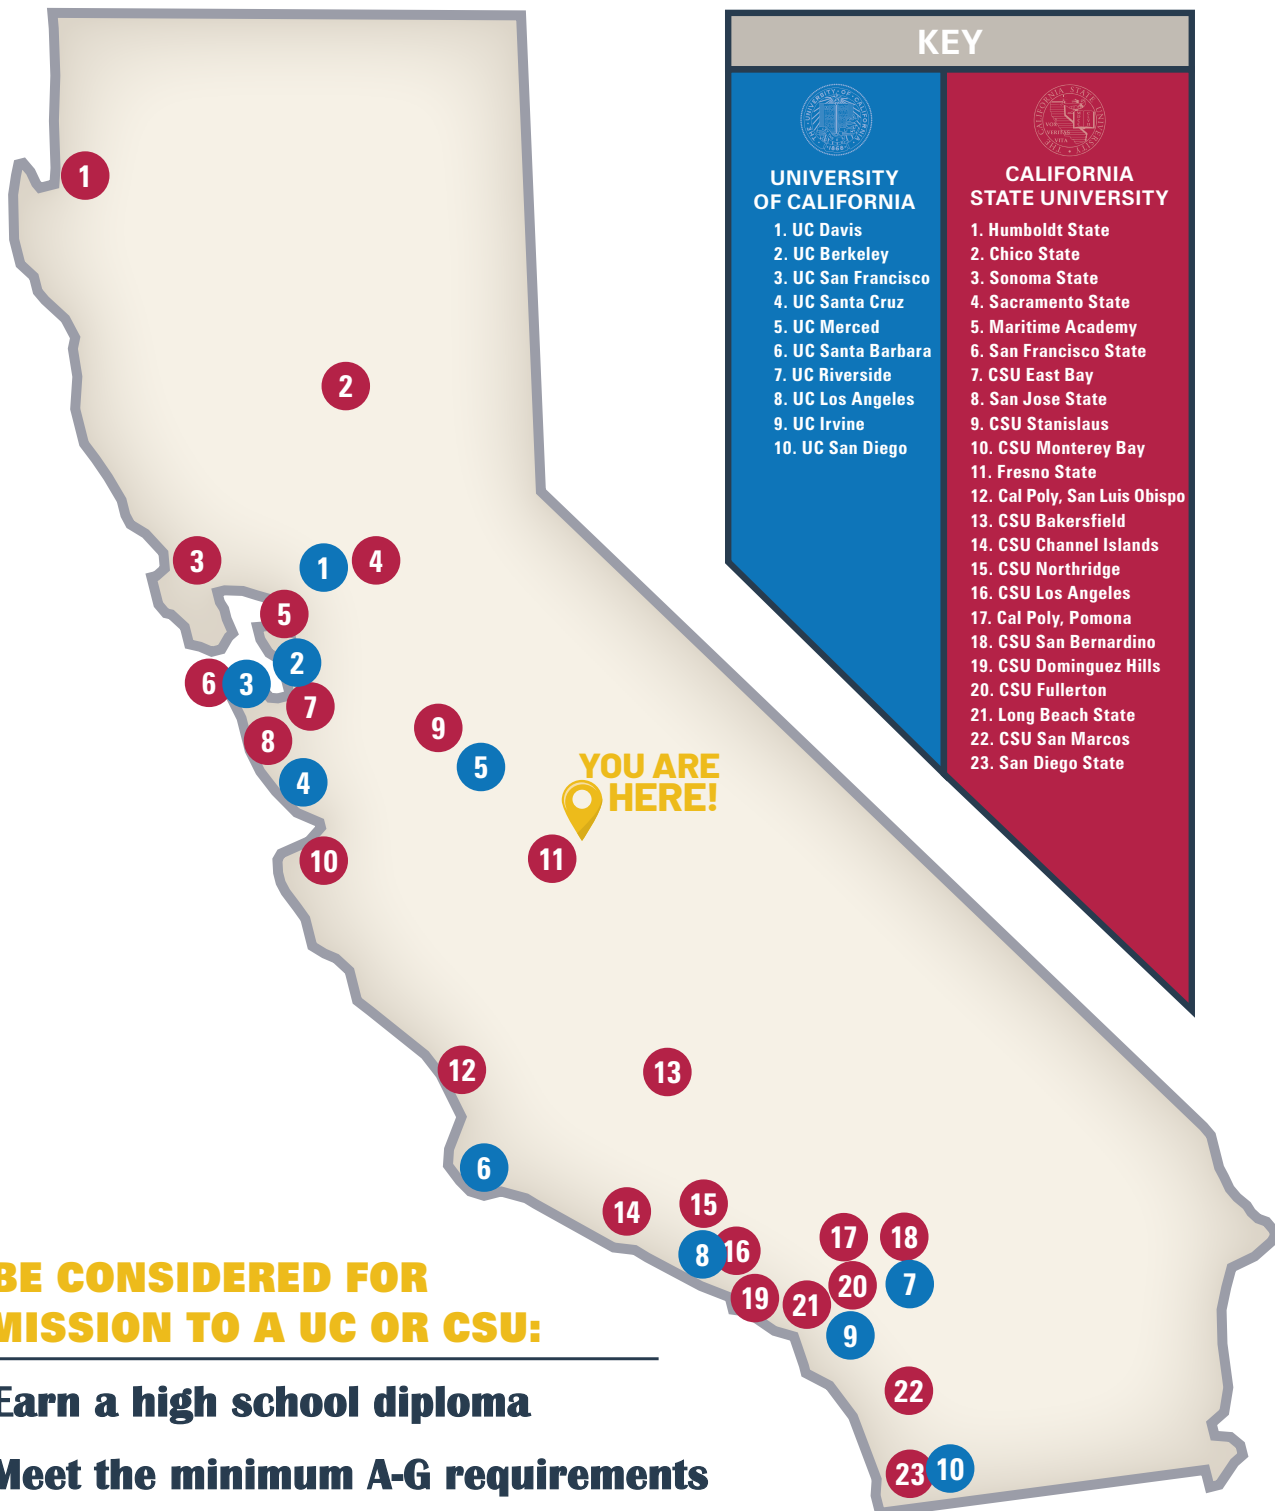 KEY
UNIVERSITY
OF CALIFORNIA
1. UC Davis
2. UC Berkeley
3. UC San Francisco
4. UC Santa Cruz
5. UC Merced
6. UC Santa Barbara
7. UC Riverside
8. UC Los Angeles
9. UC Irvine
10. UC San Diego
CALIFORNIA
STATE UNIVERSITY
1. Humboldt State
2. Chico State
3. Sonoma State
4. Sacramento State
5. Maritime Academy
6. San Francisco State
7. CSU East Bay
8. San Jose State
9. CSU Stanislaus
10. CSU Monterey Bay
11. Fresno State
12. Cal Poly, San Luis Obispo
13. CSU Bakersfield
14. CSU Channel Islands
15. CSU Northridge
16. CSU Los Angeles
17. Cal Poly, Pomona
18. CSU San Bernardino
19. CSU Dominguez Hills
20. CSU Fullerton
21. Long Beach State
22. CSU San Marcos
23. San Diego State
1
2
3
1
4
5
2
6
3
7
8
9
5
4
YOU ARE
HERE!
10
11
12
13
6
14
15
8
16
17
18
19
21
20
7
9
22
23
10
BE CONSIDERED FOR
MISSION TO A UC OR CSU:
Earn a high school diploma
Meet the minimum A-G requirements